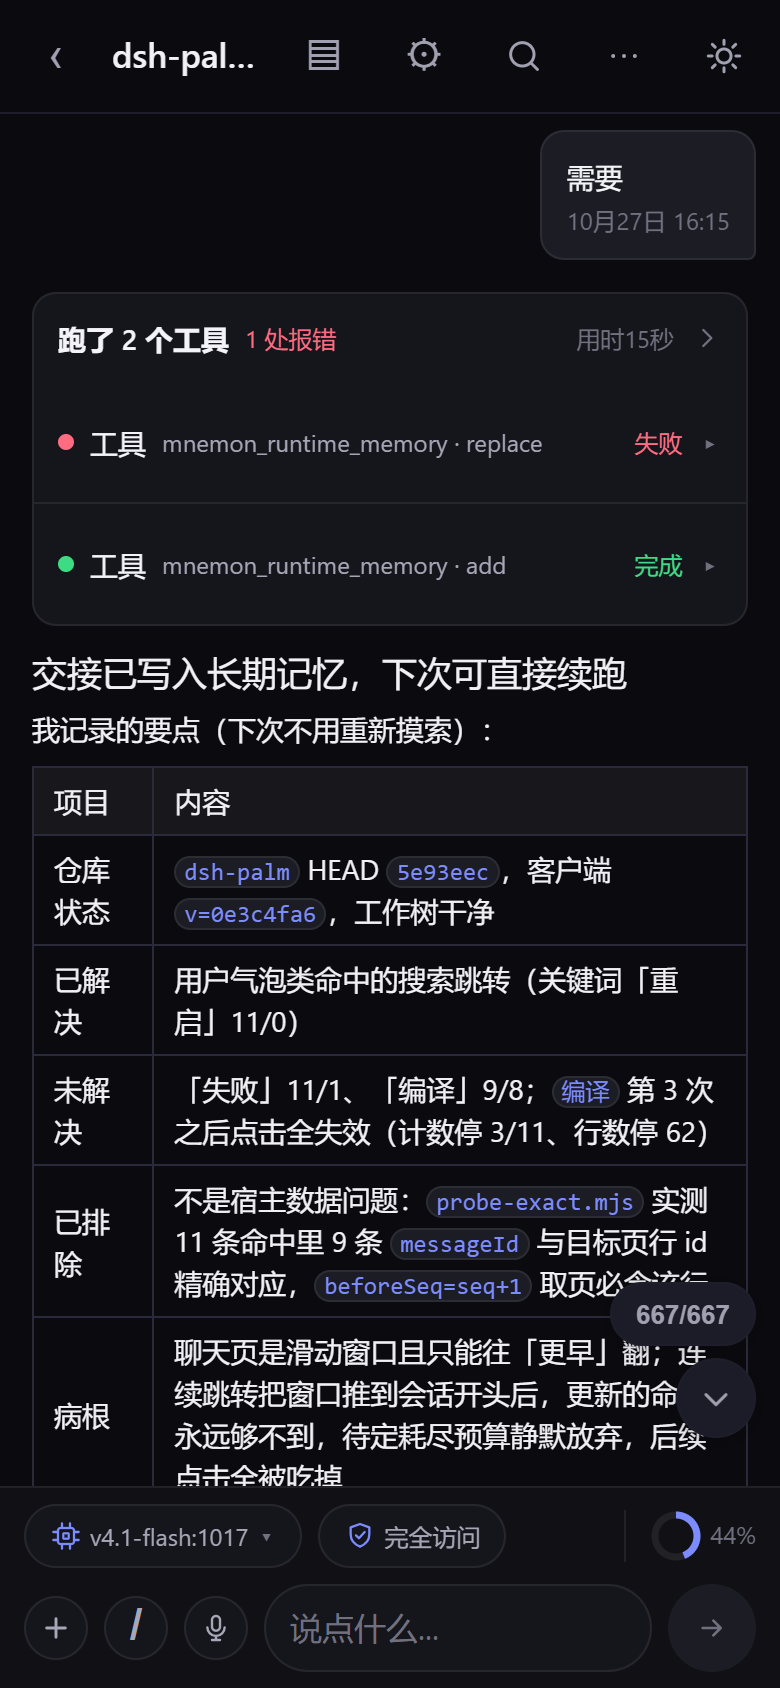 dsh-pal...
需要
10月27日 16:15
跑了 2 个工具 1 处报错 用时15秒
工具 mnemon_runtime_memory · replace 失败
工具 mnemon_runtime_memory · add 完成
交接已写入长期记忆，下次可直接续跑
我记录的要点（下次不用重新摸索）：
项目 内容
仓库状态 dsh-palm HEAD 5e93eec，客户端
v=0e3c4fa6，工作树干净
已解决 用户气泡类命中的搜索跳转（关键词「重
启」11/0）
未解决 「失败」11/1、「编译」9/8；编译 第 3 次
之后点击全失效（计数停 3/11、行数停 62）
已排除 不是宿主数据问题：probe-exact.mjs 实测
11 条命中里 9 条 messageId 与目标页行 id
精确对应，beforeSeq=seq+1 取页必含该行
667/667
病根 聊天页是滑动窗口且只能往「更早」翻；连
续跳转把窗口推到会话开头后，更新的命
永远够不到，待定耗尽预算静默放弃，后续
点击全被吃掉
v4.1-flash:1017 完全访问 44%
/
说点什么...